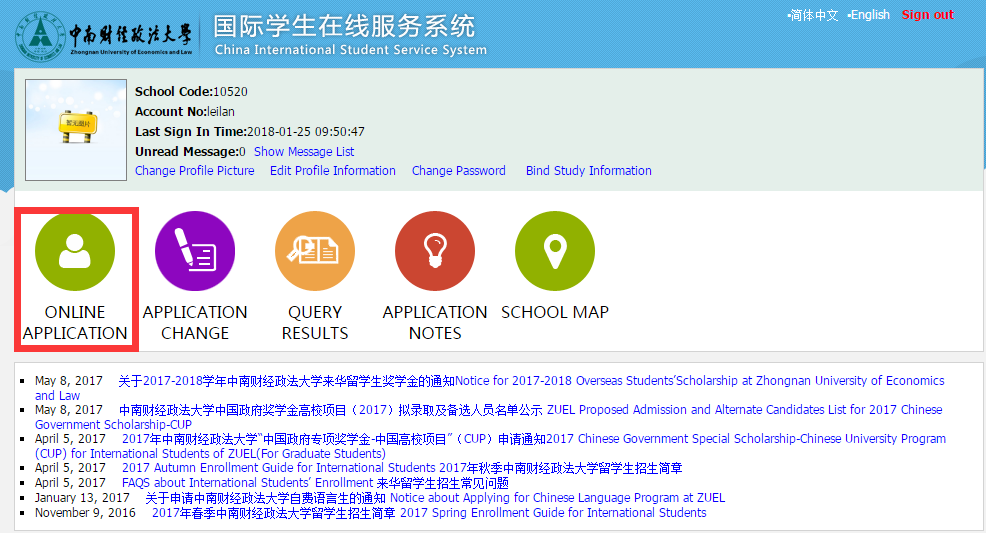 中南财经政法大学
Zhongnan University of Economics and Law
国际学生在线服务系统
China International Student Service System
▪简体中文 ▪English Sign out
暂无图片
School Code:10520
Account No:leilan
Last Sign In Time:2018-01-25 09:50:47
Unread Message:0 Show Message List
Change Profile Picture Edit Profile Information Change Password Bind Study Information
ONLINE APPLICATION
APPLICATION CHANGE
QUERY RESULTS
APPLICATION NOTES
SCHOOL MAP
May 8, 2017 关于2017-2018学年中南财经政法大学来华留学生奖学金的通知Notice for 2017-2018 Overseas Students'Scholarship at Zhongnan University of Economics
and Law
May 8, 2017 中南财经政法大学中国政府奖学金高校项目（2017）拟录取及备选人员名单公示 ZUEL Proposed Admission and Alternate Candidates List for 2017 Chinese
Government Scholarship-CUP
April 5, 2017 2017年中南财经政法大学“中国政府专项奖学金-中国高校项目”（CUP）申请通知2017 Chinese Government Special Scholarship-Chinese University Program
(CUP) for International Students of ZUEL(For Graduate Students)
April 5, 2017 2017 Autumn Enrollment Guide for International Students 2017年秋季中南财经政法大学留学生招生简章
April 5, 2017 FAQS about International Students' Enrollment 来华留学生招生常见问题
January 13, 2017 关于申请中南财经政法大学自费语言生的通知 Notice about Applying for Chinese Language Program at ZUEL
November 9, 2016 2017年春季中南财经政法大学留学生招生简章 2017 Spring Enrollment Guide for International Students